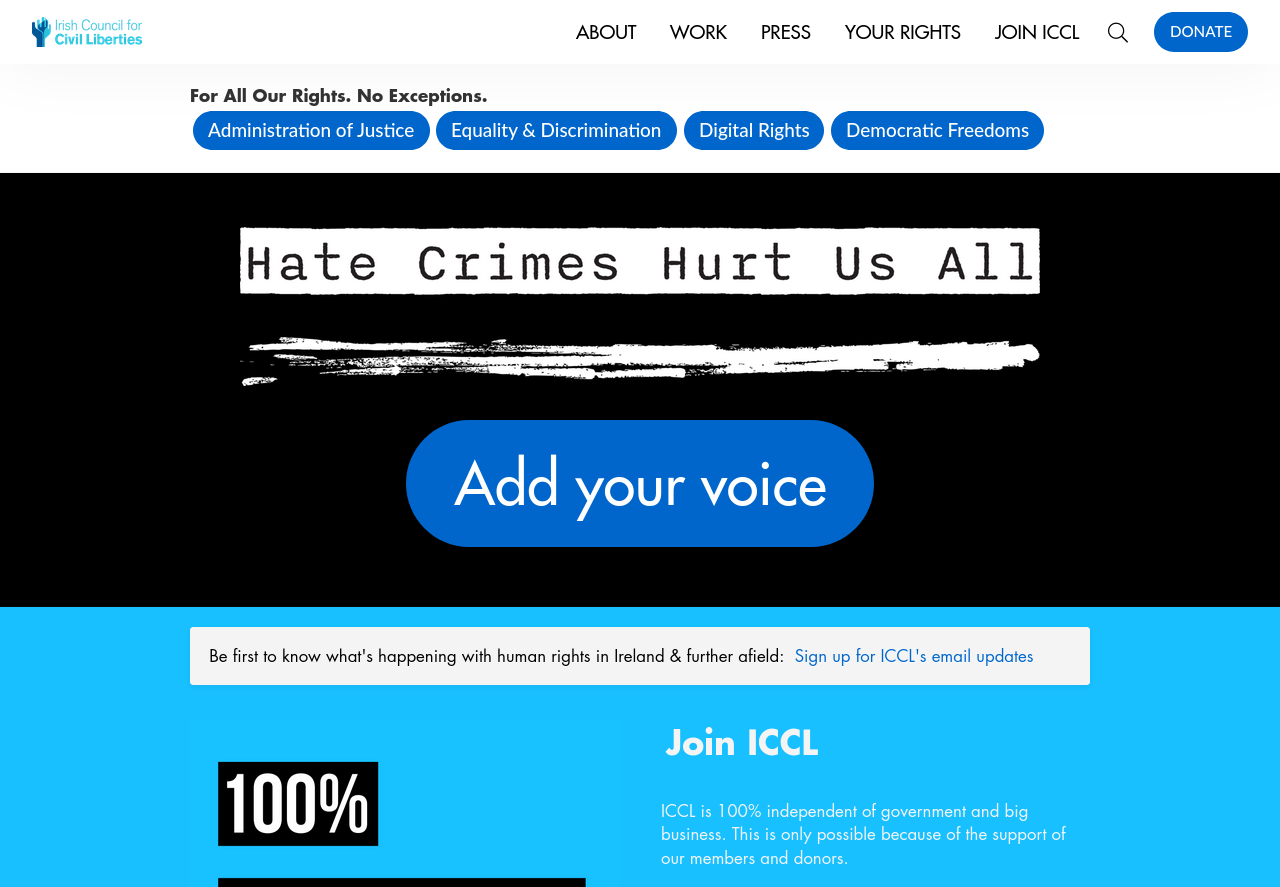 Irish Council for
Civil Liberties
ABOUT WORK PRESS YOUR RIGHTS JOIN ICCL DONATE
For All Our Rights. No Exceptions.
Administration of Justice Equality & Discrimination Digital Rights Democratic Freedoms
Hate Crimes Hurt Us All
Add your voice
Be first to know what's happening with human rights in Ireland & further afield: Sign up for ICCL's email updates
Join ICCL
100%
ICCL is 100% independent of government and big
business. This is only possible because of the support of
our members and donors.